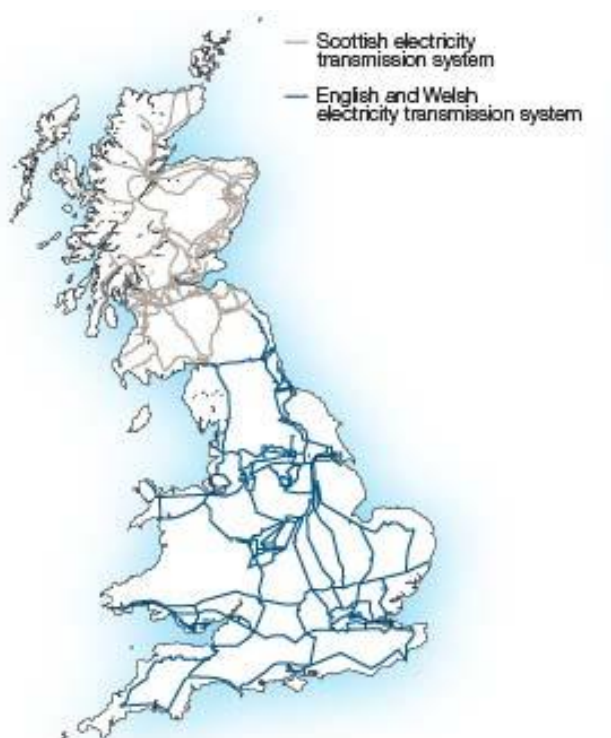 Scottish electricity
transmission system
English and Welsh
electricity transmission system